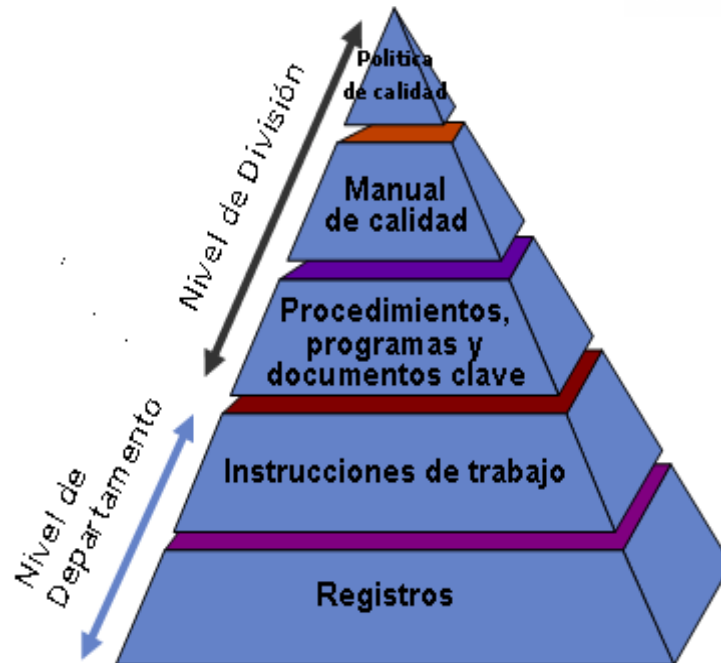 Política
de calidad
Manual
de calidad
Procedimientos,
programas y
documentos clave
Instrucciones de trabajo
Registros
Nivel de División
Nivel de
Departamento